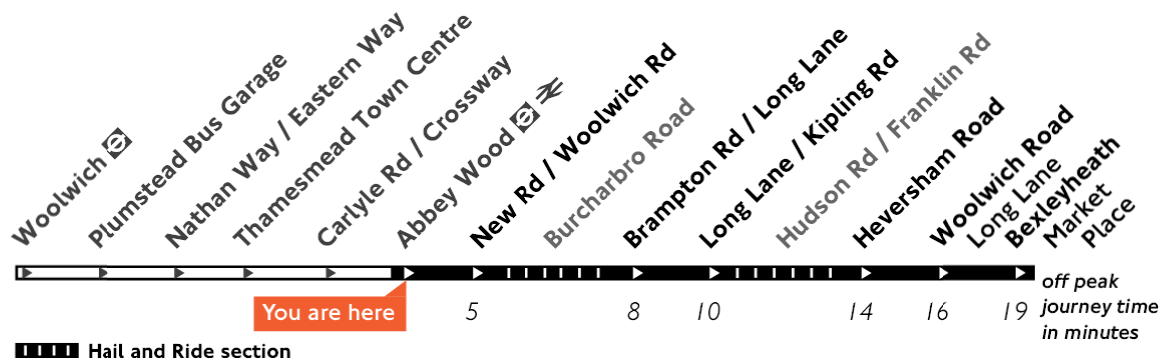 Woolwich
Plumstead Bus Garage
Nathan Way / Eastern Way
Thamesmead Town Centre
Carlyle Rd / Crossway
Abbey Wood
New Rd / Woolwich Rd
Burcharbro Road
Brampton Rd / Long Lane
Long Lane / Kipling Rd
Hudson Rd / Franklin Rd
Heversham Road
Woolwich Road
Long Lane
Bexleyheath
Market
Place
You are here
5 8 10 14 16 19
off peak
journey time
in minutes
Hail and Ride section